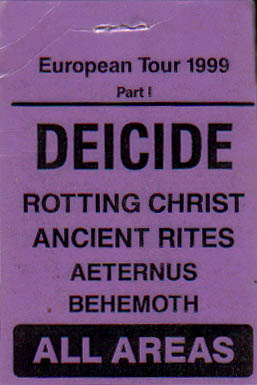 European Tour 1999
Part I
DEICIDE
ROTTING CHRIST
ANCIENT RITES
AETERNUS
BEHEMOTH
ALL AREAS